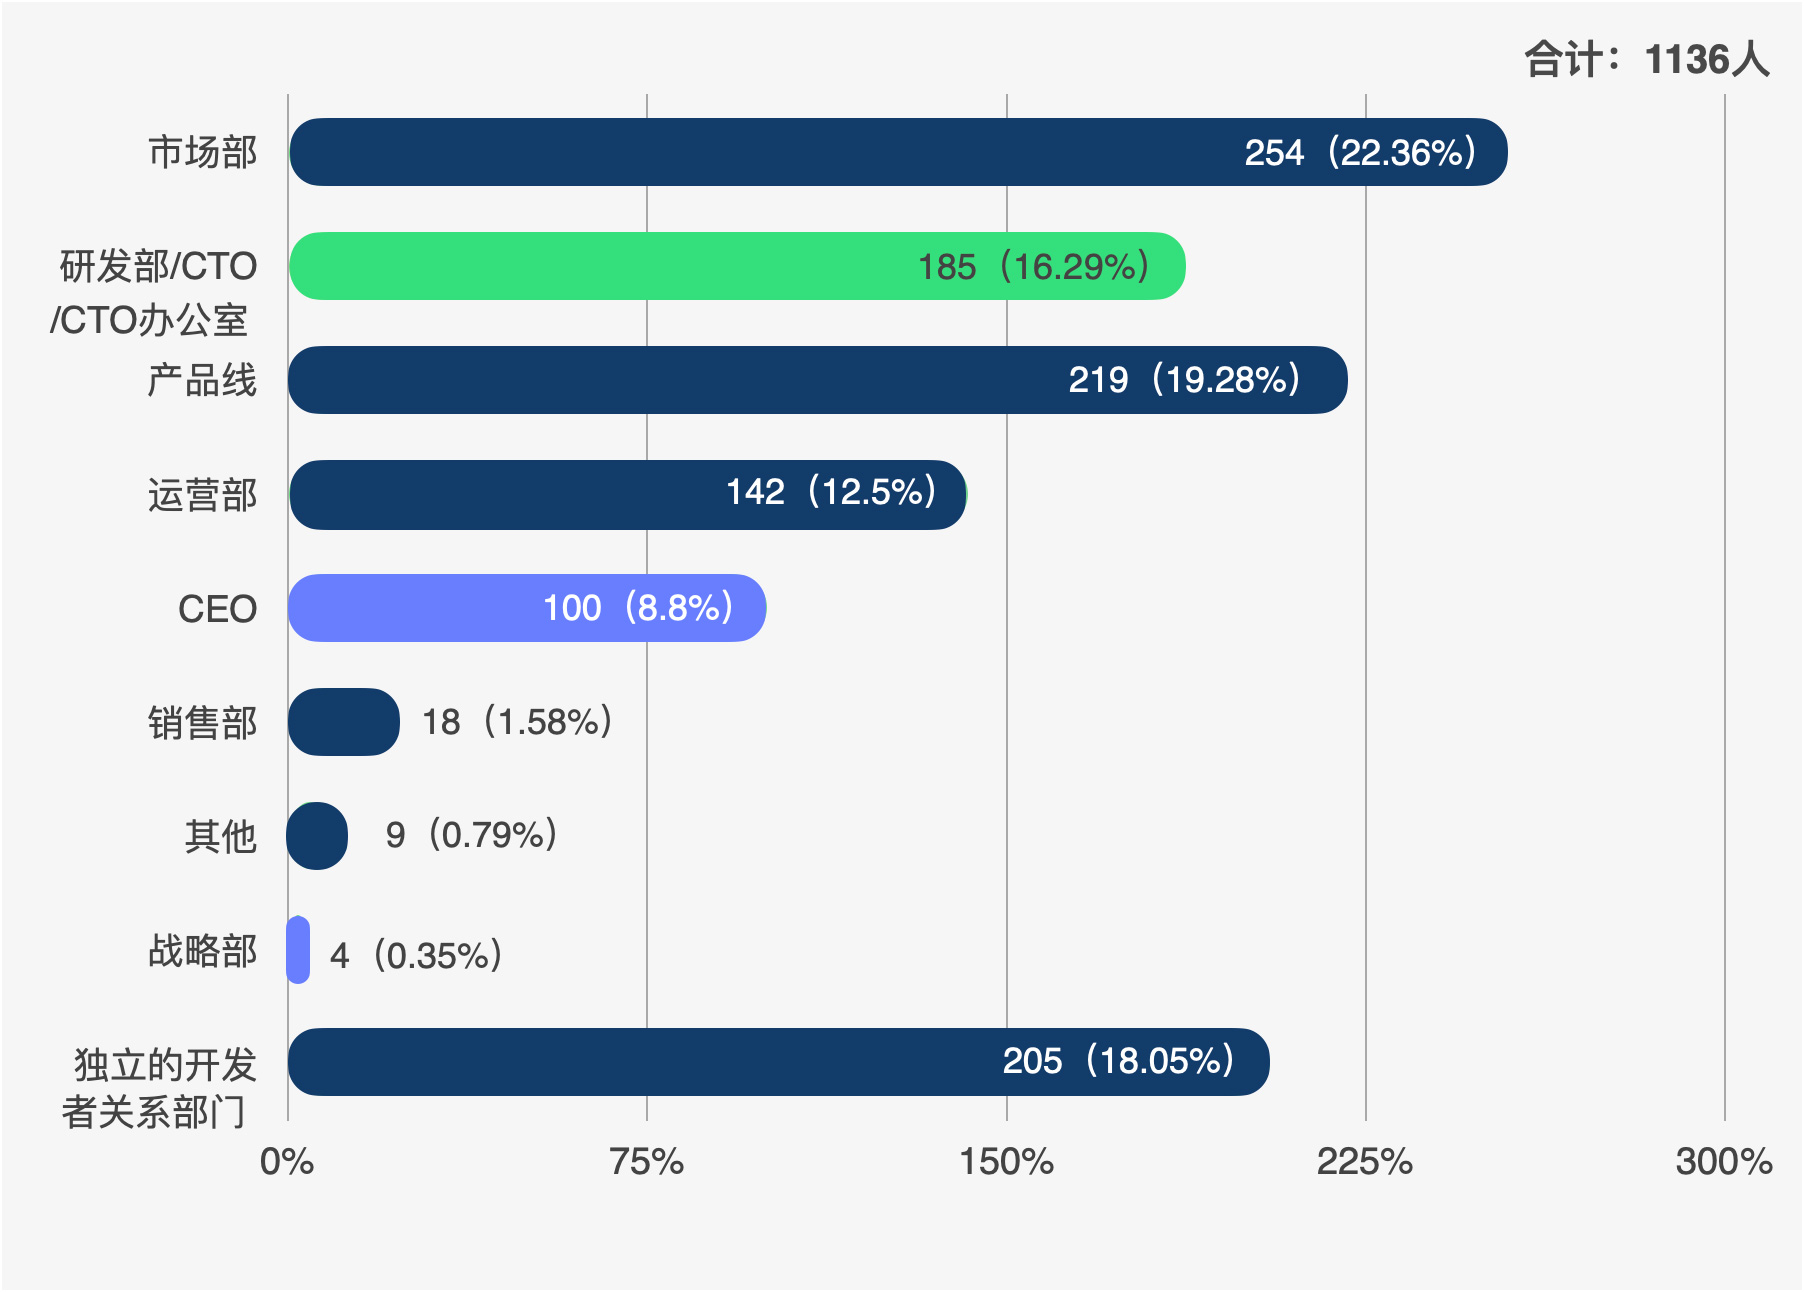 合计：1136人
市场部 254（22.36%）
研发部/CTO 185（16.29%）
/CTO办公室
产品线 219（19.28%）
运营部 142（12.5%）
CEO 100（8.8%）
销售部 18（1.58%）
其他 9（0.79%）
战略部 4（0.35%）
独立的开发 205（18.05%）
者关系部门
0% 75% 150% 225% 300%